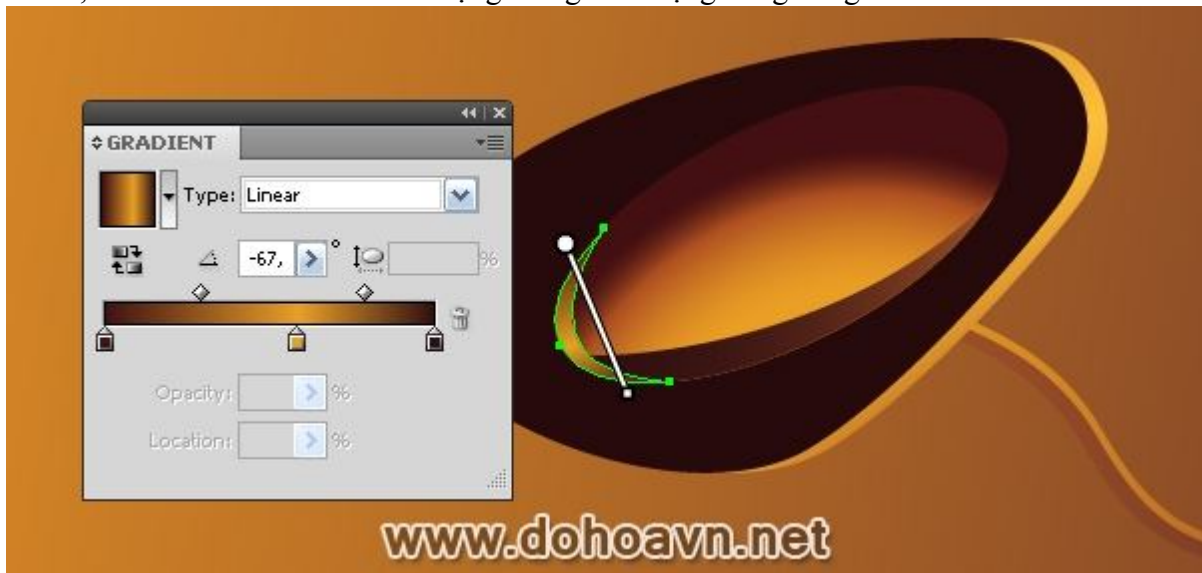 GRADIENT
Type: Linear
-67, ° %
Opacity: %
Location: %
www.dohoavn.net